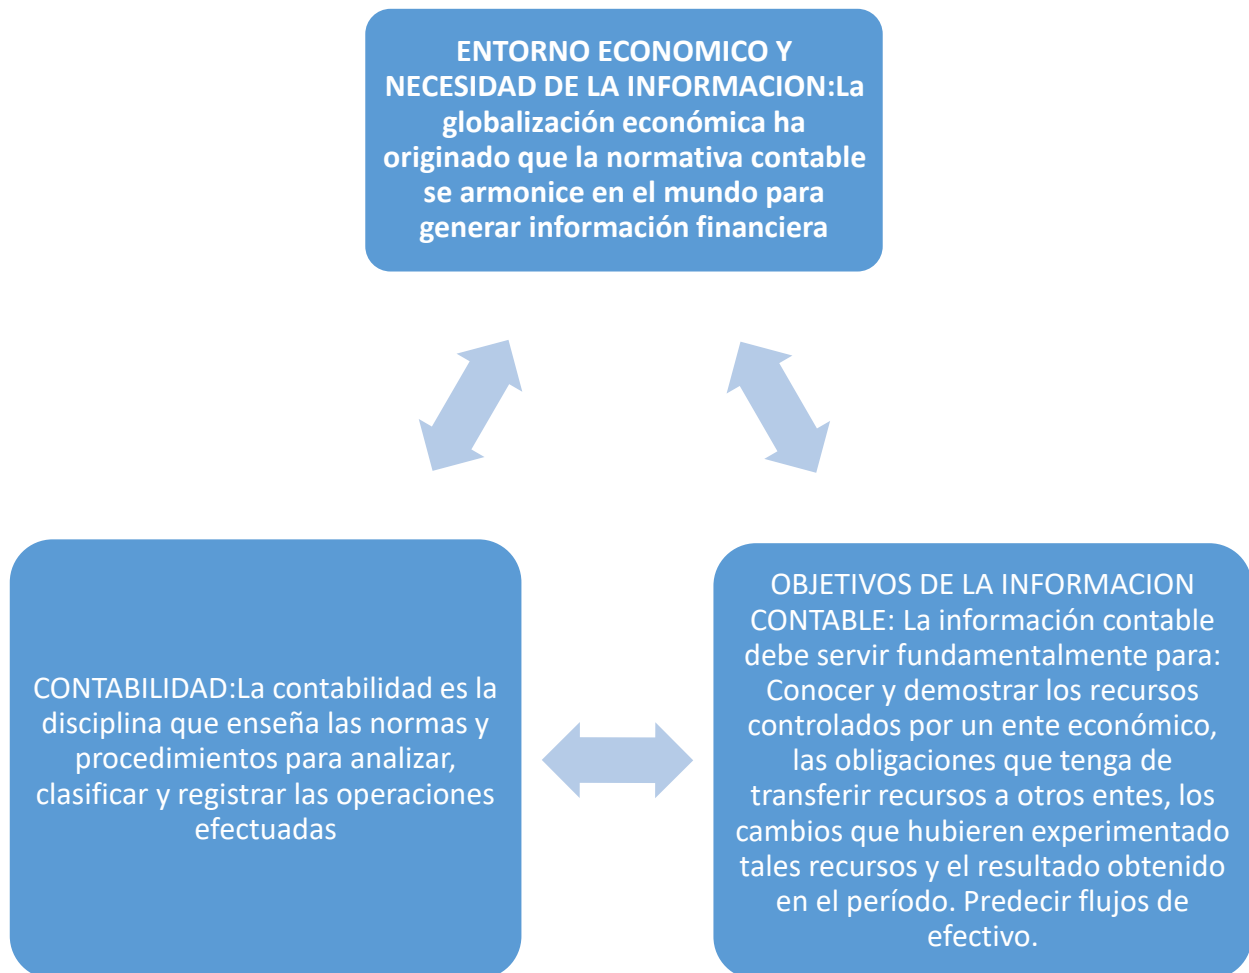 ENTORNO ECONOMICO Y
NECESIDAD DE LA INFORMACION:La
globalización económica ha
originado que la normativa contable
se armonice en el mundo para
generar información financiera
CONTABILIDAD:La contabilidad es la
disciplina que enseña las normas y
procedimientos para analizar,
clasificar y registrar las operaciones
efectuadas
OBJETIVOS DE LA INFORMACION
CONTABLE: La información contable
debe servir fundamentalmente para:
Conocer y demostrar los recursos
controlados por un ente económico,
las obligaciones que tenga de
transferir recursos a otros entes, los
cambios que hubieren experimentado
tales recursos y el resultado obtenido
en el período. Predecir flujos de
efectivo.